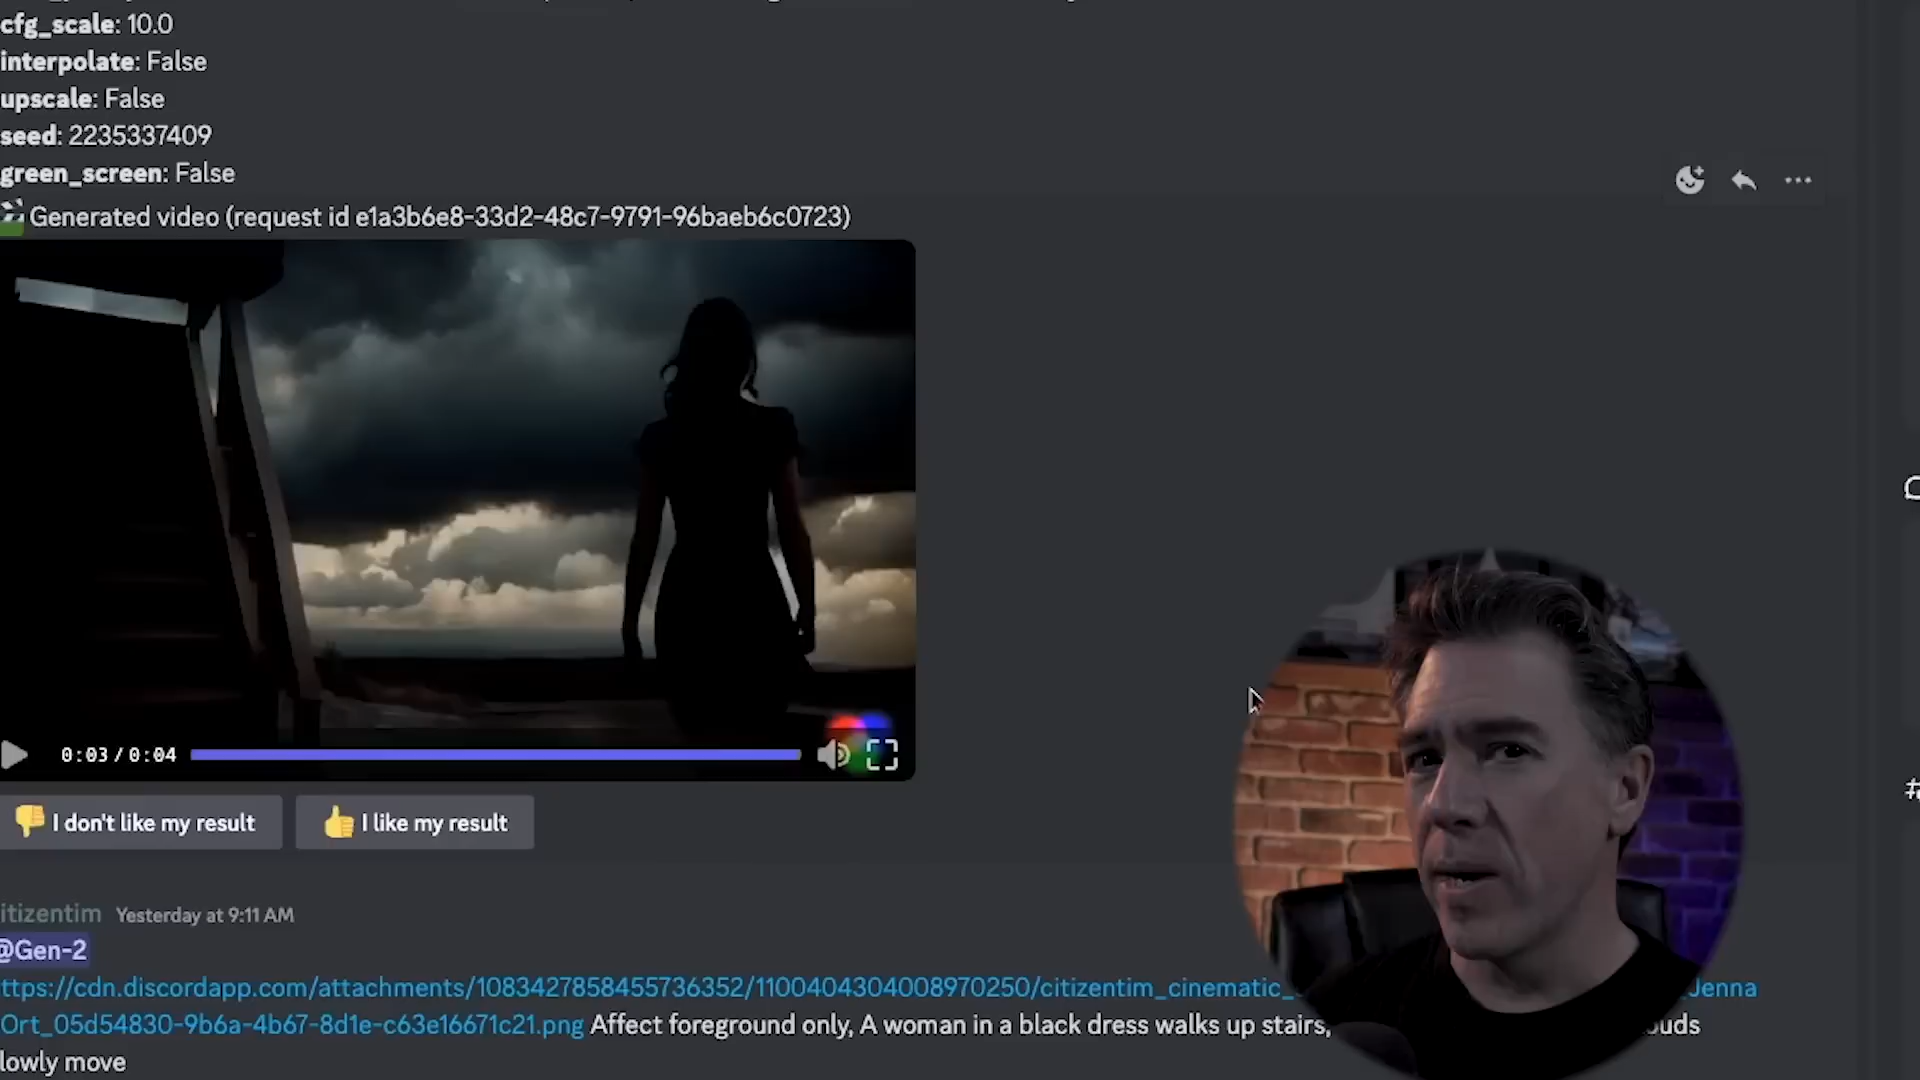 cfg_scale: 10.0
interpolate: False
upscale: False
seed: 2235337409
green_screen: False
Generated video (request id e1a3b6e8-33d2-48c7-9791-96baeb6c0723)
0:03 / 0:04
I don't like my result
I like my result
itizentim Yesterday at 9:11 AM
@Gen-2
ttps://cdn.discordapp.com/attachments/1083427858455736352/1100404304008970250/citizentim_cinematic_ Jenna
Ort_05d54830-9b6a-4b67-8d1e-c63e16671c21.png Affect foreground only, A woman in a black dress walks up stairs, ouds
lowly move